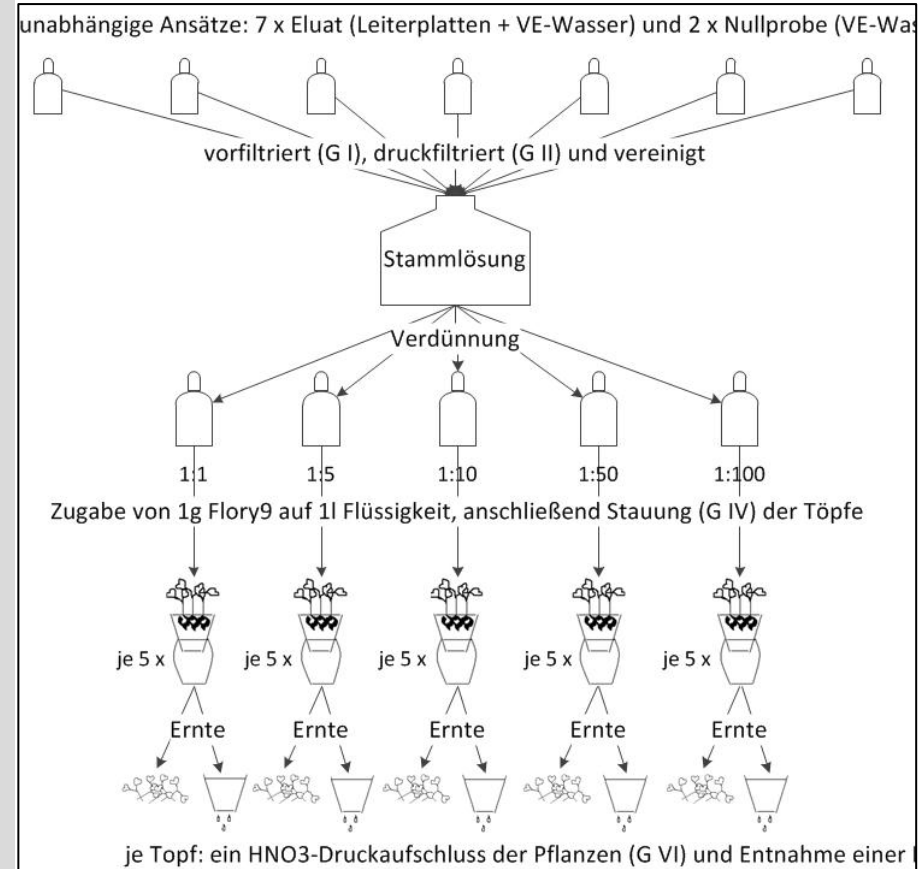 unabhängige Ansätze: 7 x Eluat (Leiterplatten + VE-Wasser) und 2 x Nullprobe
vorfiltriert (G I), druckfiltriert (G II) und vereinigt
Stammlösung
Verdünnung
1:1 1:5 1:10 1:50 1:100
Zugabe von 1g Flory9 auf 1l Flüssigkeit, anschließend Stauung (G IV) der Töpfe
je 5 x je 5 x je 5 x je 5 x je 5 x
Ernte Ernte Ernte Ernte Ernte
je Topf: ein HNO3-Druckaufschluss der Pflanzen (G VI) und Entnahme einer